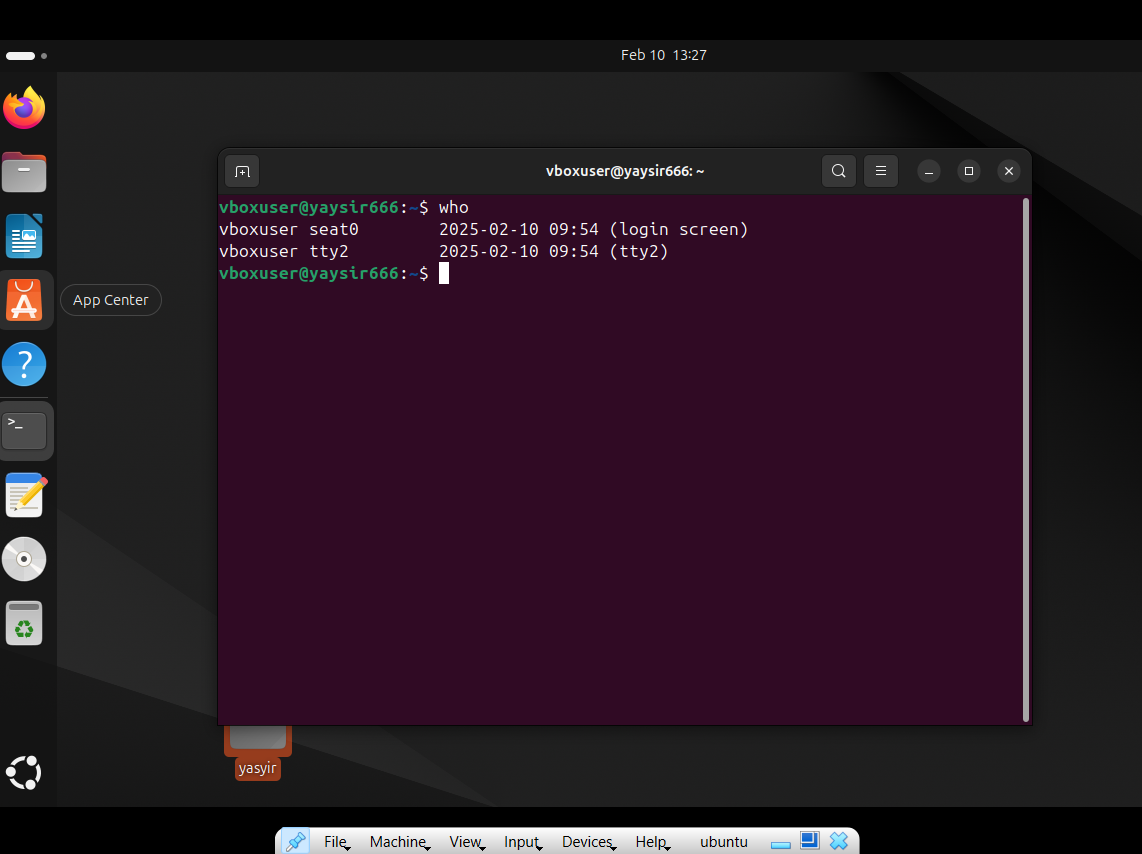 Feb 10 13:27
vboxuser@yaysir666: ~
vboxuser@yaysir666:~$ who
vboxuser seat0        2025-02-10 09:54 (login screen)
vboxuser tty2         2025-02-10 09:54 (tty2)
vboxuser@yaysir666:~$
App Center
?
>_
yasyir
File Machine View Input Devices Help ubuntu